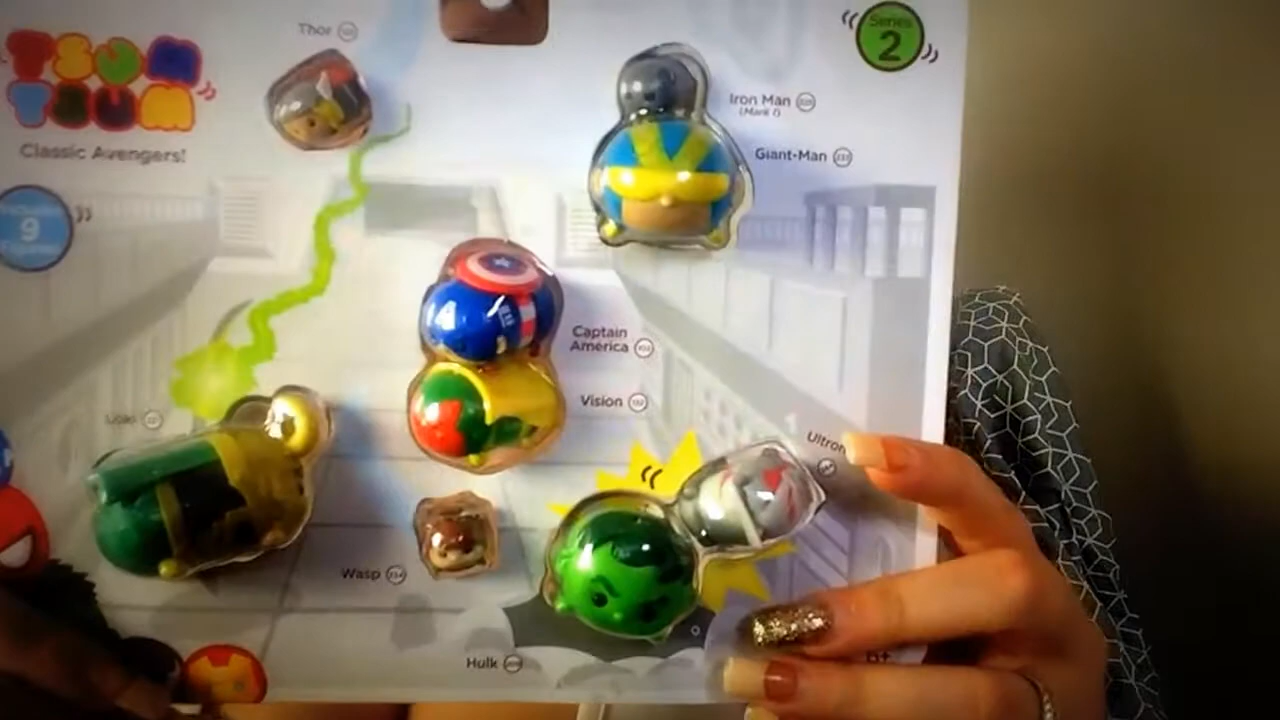 Thor
Series
2
TSUM
TSUM
Classic Avengers!
Iron Man
(Mark I)
Giant-Man
9
Captain
America
Vision
Loki
Ultron
Wasp
Hulk
6+